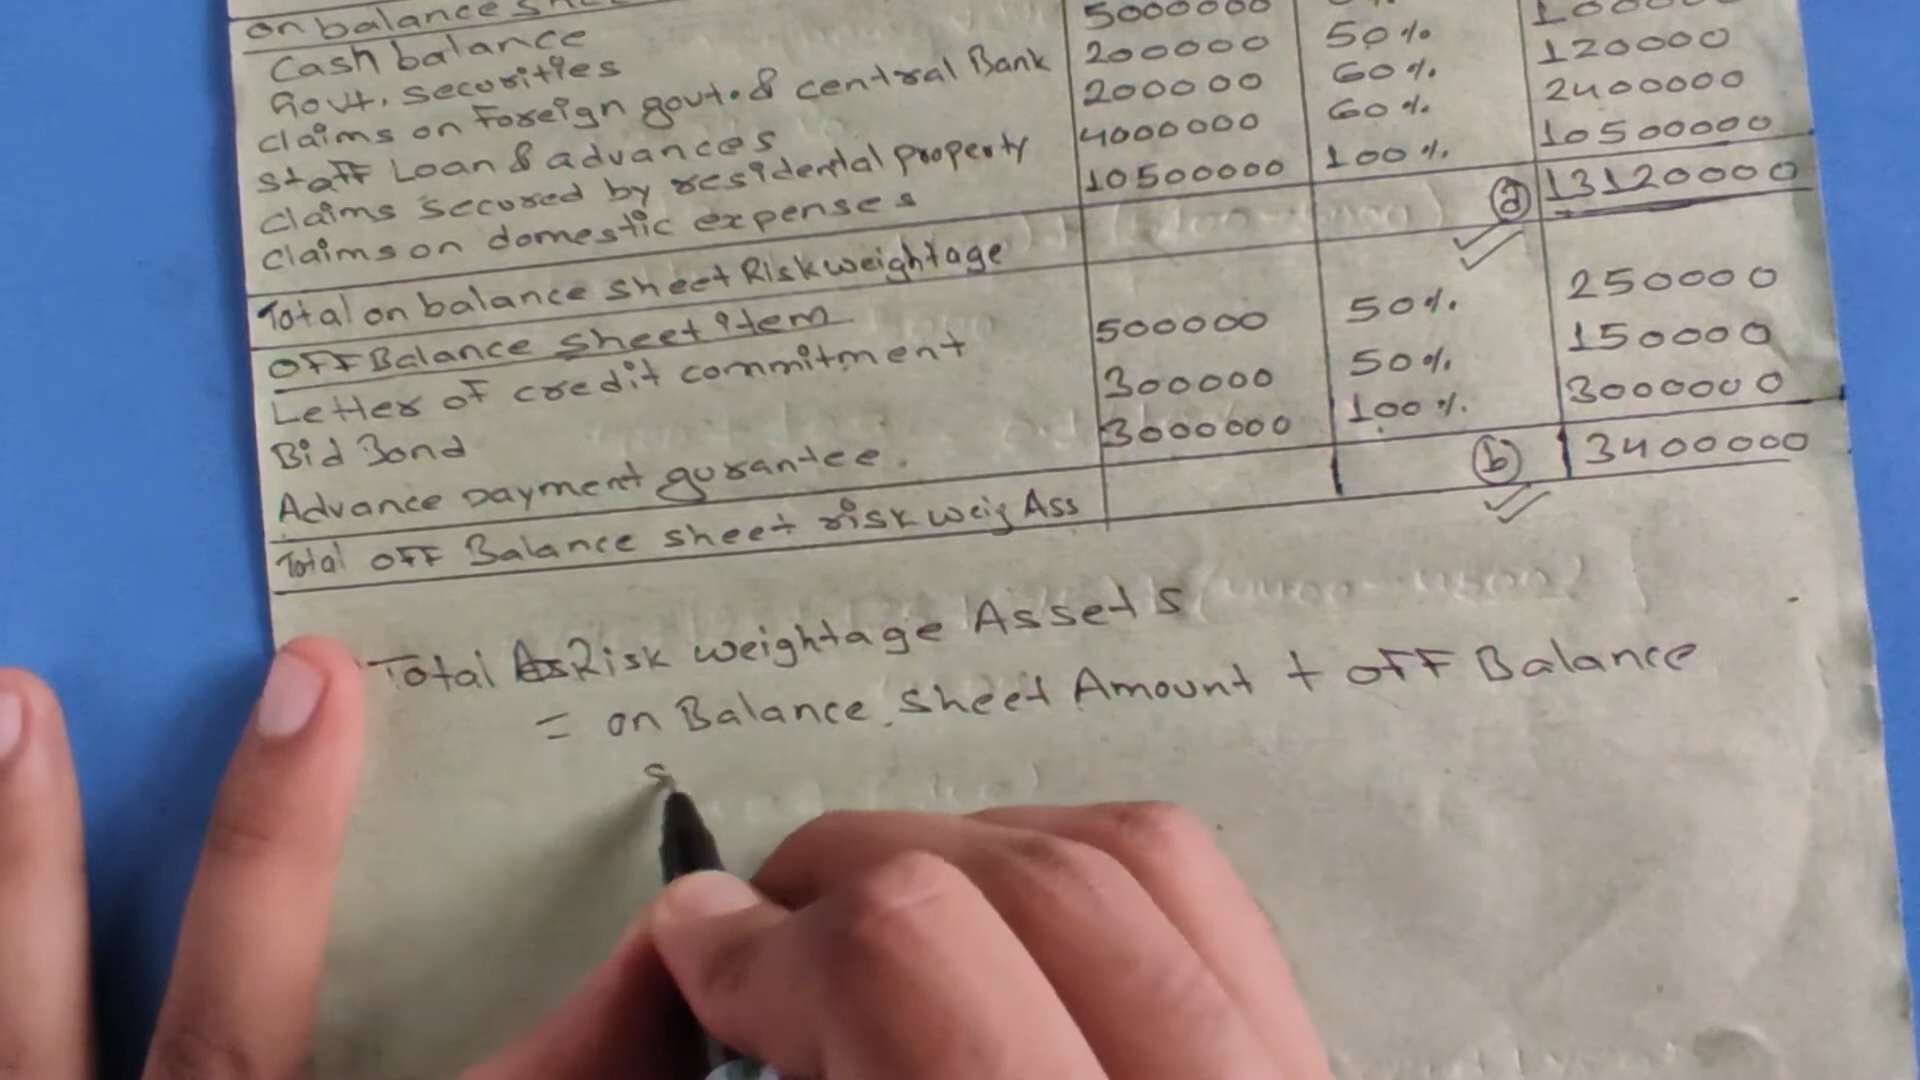 on balance
Cash balance 5000000
Govt. securities 200000 50% 120000
claims on Foreign govt. & central Bank 200000 60% 2400000
staff Loan & advances 4000000 60% 10500000
claims secured by residental property 10500000 100% (a) 13120000
claims on domestic expenses
Total on balance sheet Risk weightage
OFF Balance sheet item 500000 50% 250000
Letter of credit commitment 300000 50% 150000
Bid Bond 3000000 100% 3000000
Advance payment gurantee. (b) 3400000
Total OFF Balance sheet risk weig Ass
Total Risk weightage Assets
= on Balance sheet Amount + OFF Balance
s